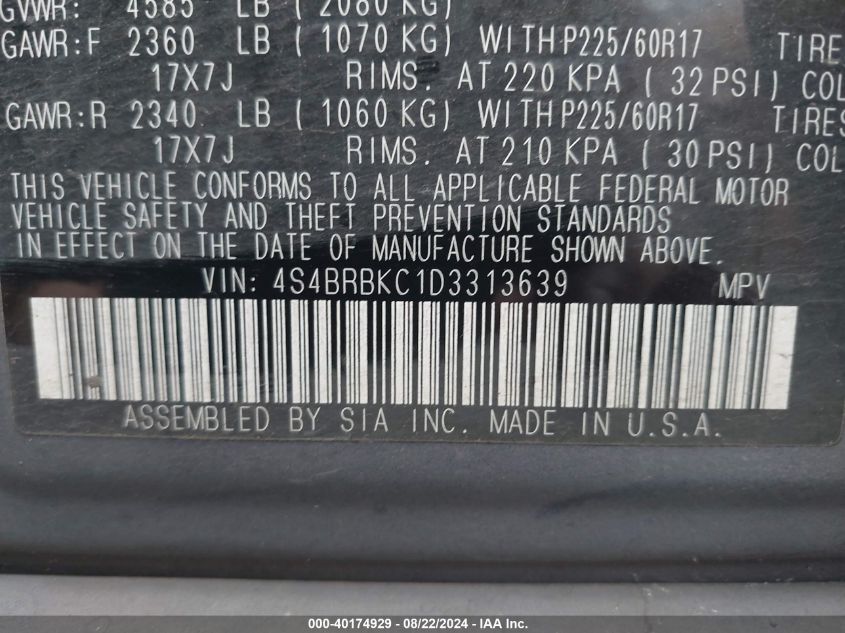 GVWR: 4585 LB ( 2080 KG)
GAWR:F 2360 LB ( 1070 KG) WITH P225/60R17 TIRE
17X7J RIMS. AT 220 KPA ( 32 PSI) COL
GAWR:R 2340 LB ( 1060 KG) WITH P225/60R17 TIRES
17X7J RIMS. AT 210 KPA ( 30 PSI) COL
THIS VEHICLE CONFORMS TO ALL APPLICABLE FEDERAL MOTOR
VEHICLE SAFETY AND THEFT PREVENTION STANDARDS
IN EFFECT ON THE DATE OF MANUFACTURE SHOWN ABOVE.
VIN: 4S4BRBKC1D3313639 MPV
ASSEMBLED BY SIA INC. MADE IN U.S.A.
000-40174929 - 08/22/2024 - IAA Inc.